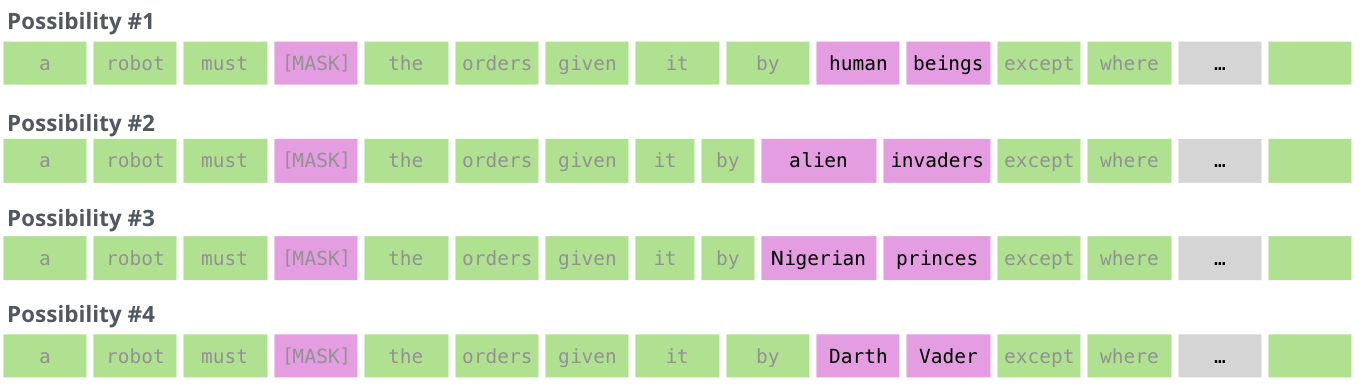 Possibility #1
a robot must [MASK] the orders given it by human beings except where …
Possibility #2
a robot must [MASK] the orders given it by alien invaders except where …
Possibility #3
a robot must [MASK] the orders given it by Nigerian princes except where …
Possibility #4
a robot must [MASK] the orders given it by Darth Vader except where …